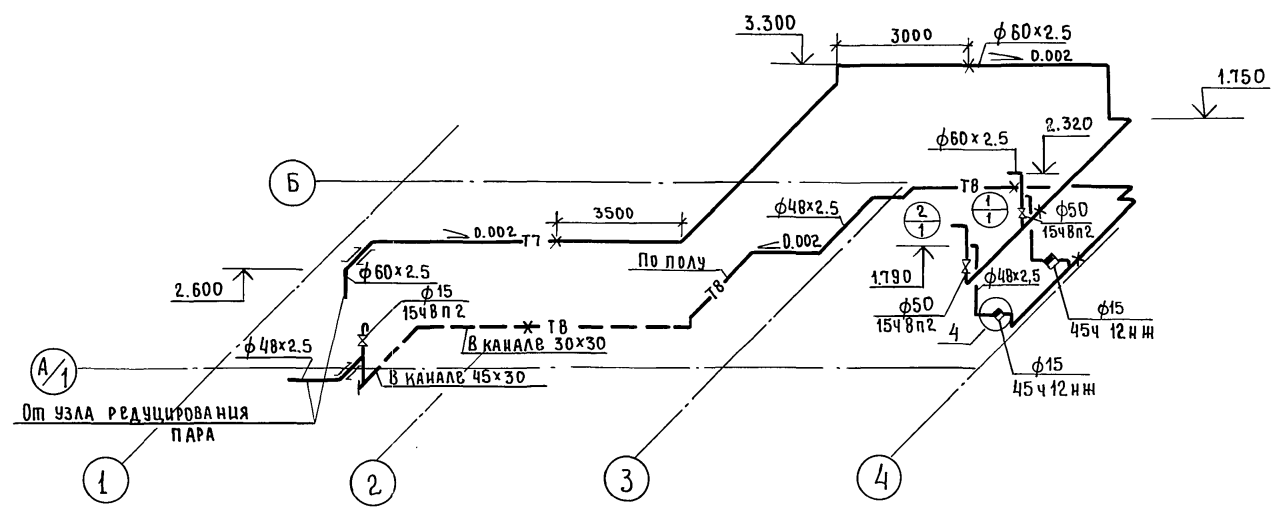 3.300
3000
ϕ60×2.5
0.002
1.750
ϕ60×2.5
2.320
Б
3500
Т8
ϕ48×2.5
2/1
1/1
ϕ50
15ч8п2
0.002
Т7
0.002
По полу
ϕ60×2.5
2.600
Т8
1.790
ϕ48×2,5
ϕ15
15ч8п2
ϕ50
15ч8п2
ϕ15
45ч12нж
Т8
4
В канале 30×30
ϕ48×2.5
А/1
В канале 45×30
ϕ15
45ч12нж
От узла редуцирования
пара
1
2
3
4